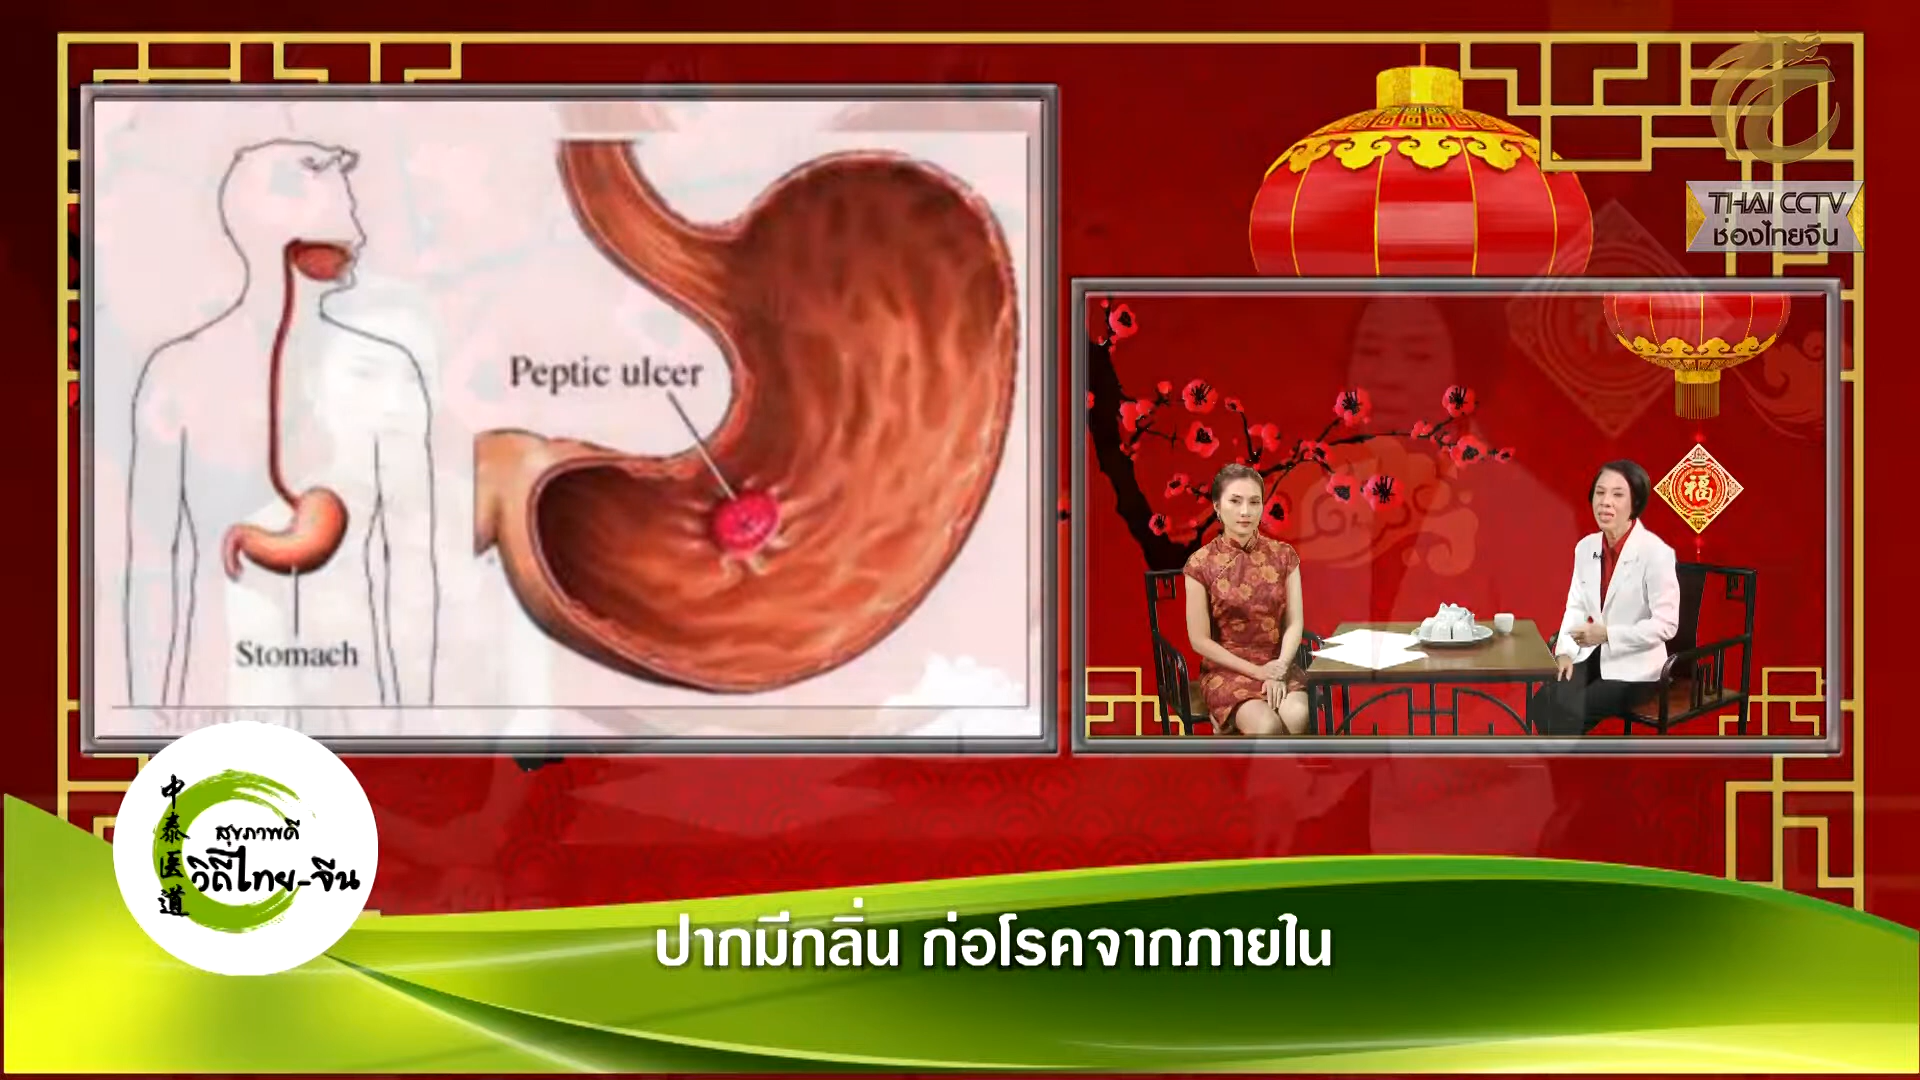 THAI CCTV
ช่องไทยจีน
Peptic ulcer
Stomach
福
中泰医道
สุขภาพดี
วิถีไทย-จีน
ปากมีกลิ่น ก่อโรคจากภายใน